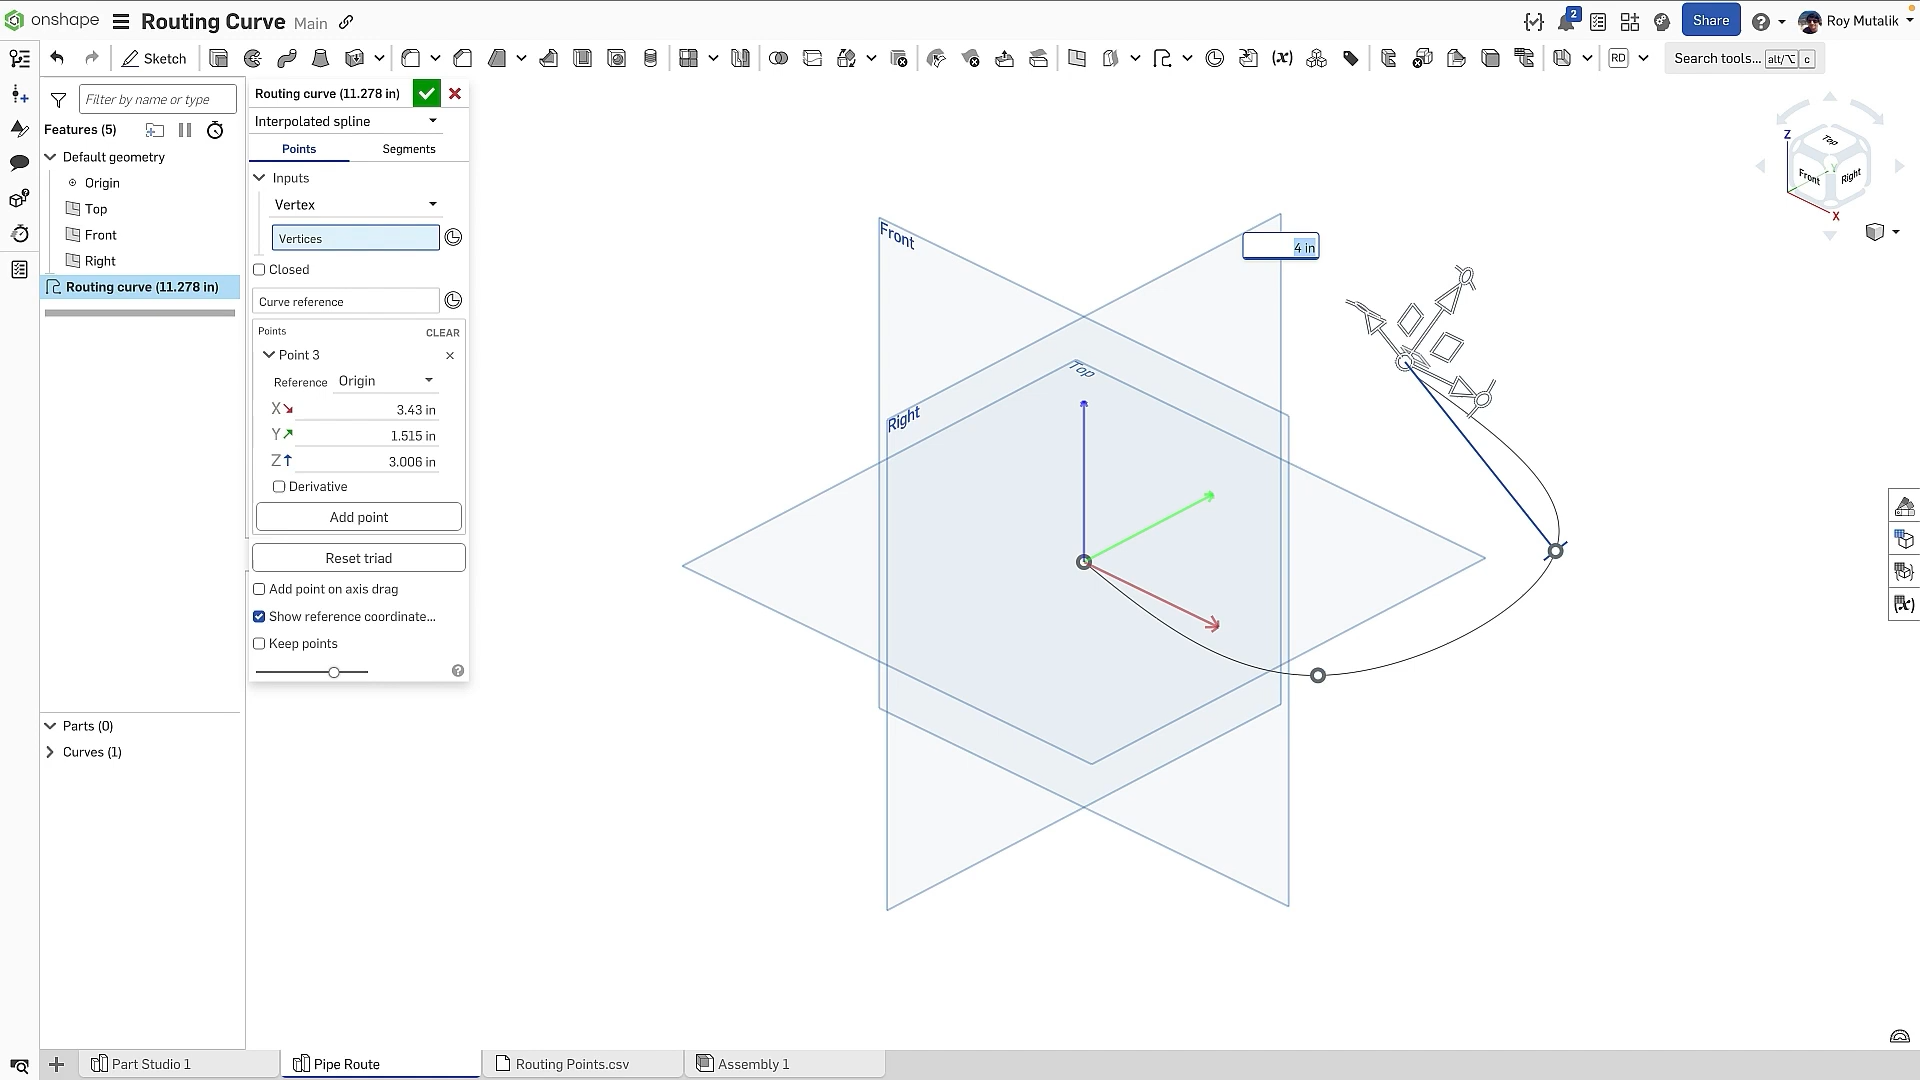 onshape Routing Curve Main 2 Share Roy Mutalik
Sketch RD Search tools... alt/⌥ c
Filter by name or type
Features (5)
Default geometry
Origin
Top
Front
Right
Routing curve (11.278 in)
Parts (0)
Curves (1)
Routing curve (11.278 in)
Interpolated spline
Points Segments
Inputs
Vertex
Vertices
Closed
Curve reference
Points CLEAR
Point 3
Reference Origin
X 3.43 in
Y 1.515 in
Z 3.006 in
Derivative
Add point
Reset triad
Add point on axis drag
Show reference coordinate...
Keep points
Front
4 in
Top
Right
Z
Top
Y
Front Right
X
Part Studio 1 Pipe Route Routing Points.csv Assembly 1